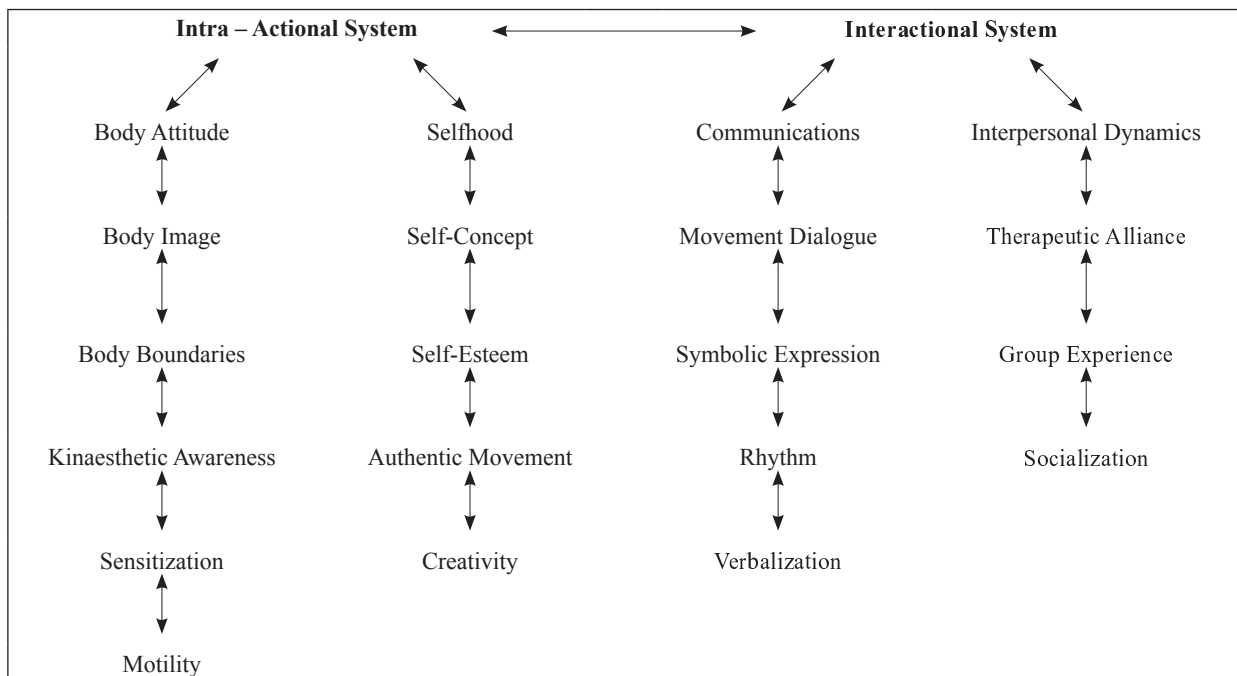 Intra – Actional System Interactional System
Body Attitude Selfhood Communications Interpersonal Dynamics
Body Image Self-Concept Movement Dialogue Therapeutic Alliance
Body Boundaries Self-Esteem Symbolic Expression Group Experience
Kinaesthetic Awareness Authentic Movement Rhythm Socialization
Sensitization Creativity Verbalization
Motility